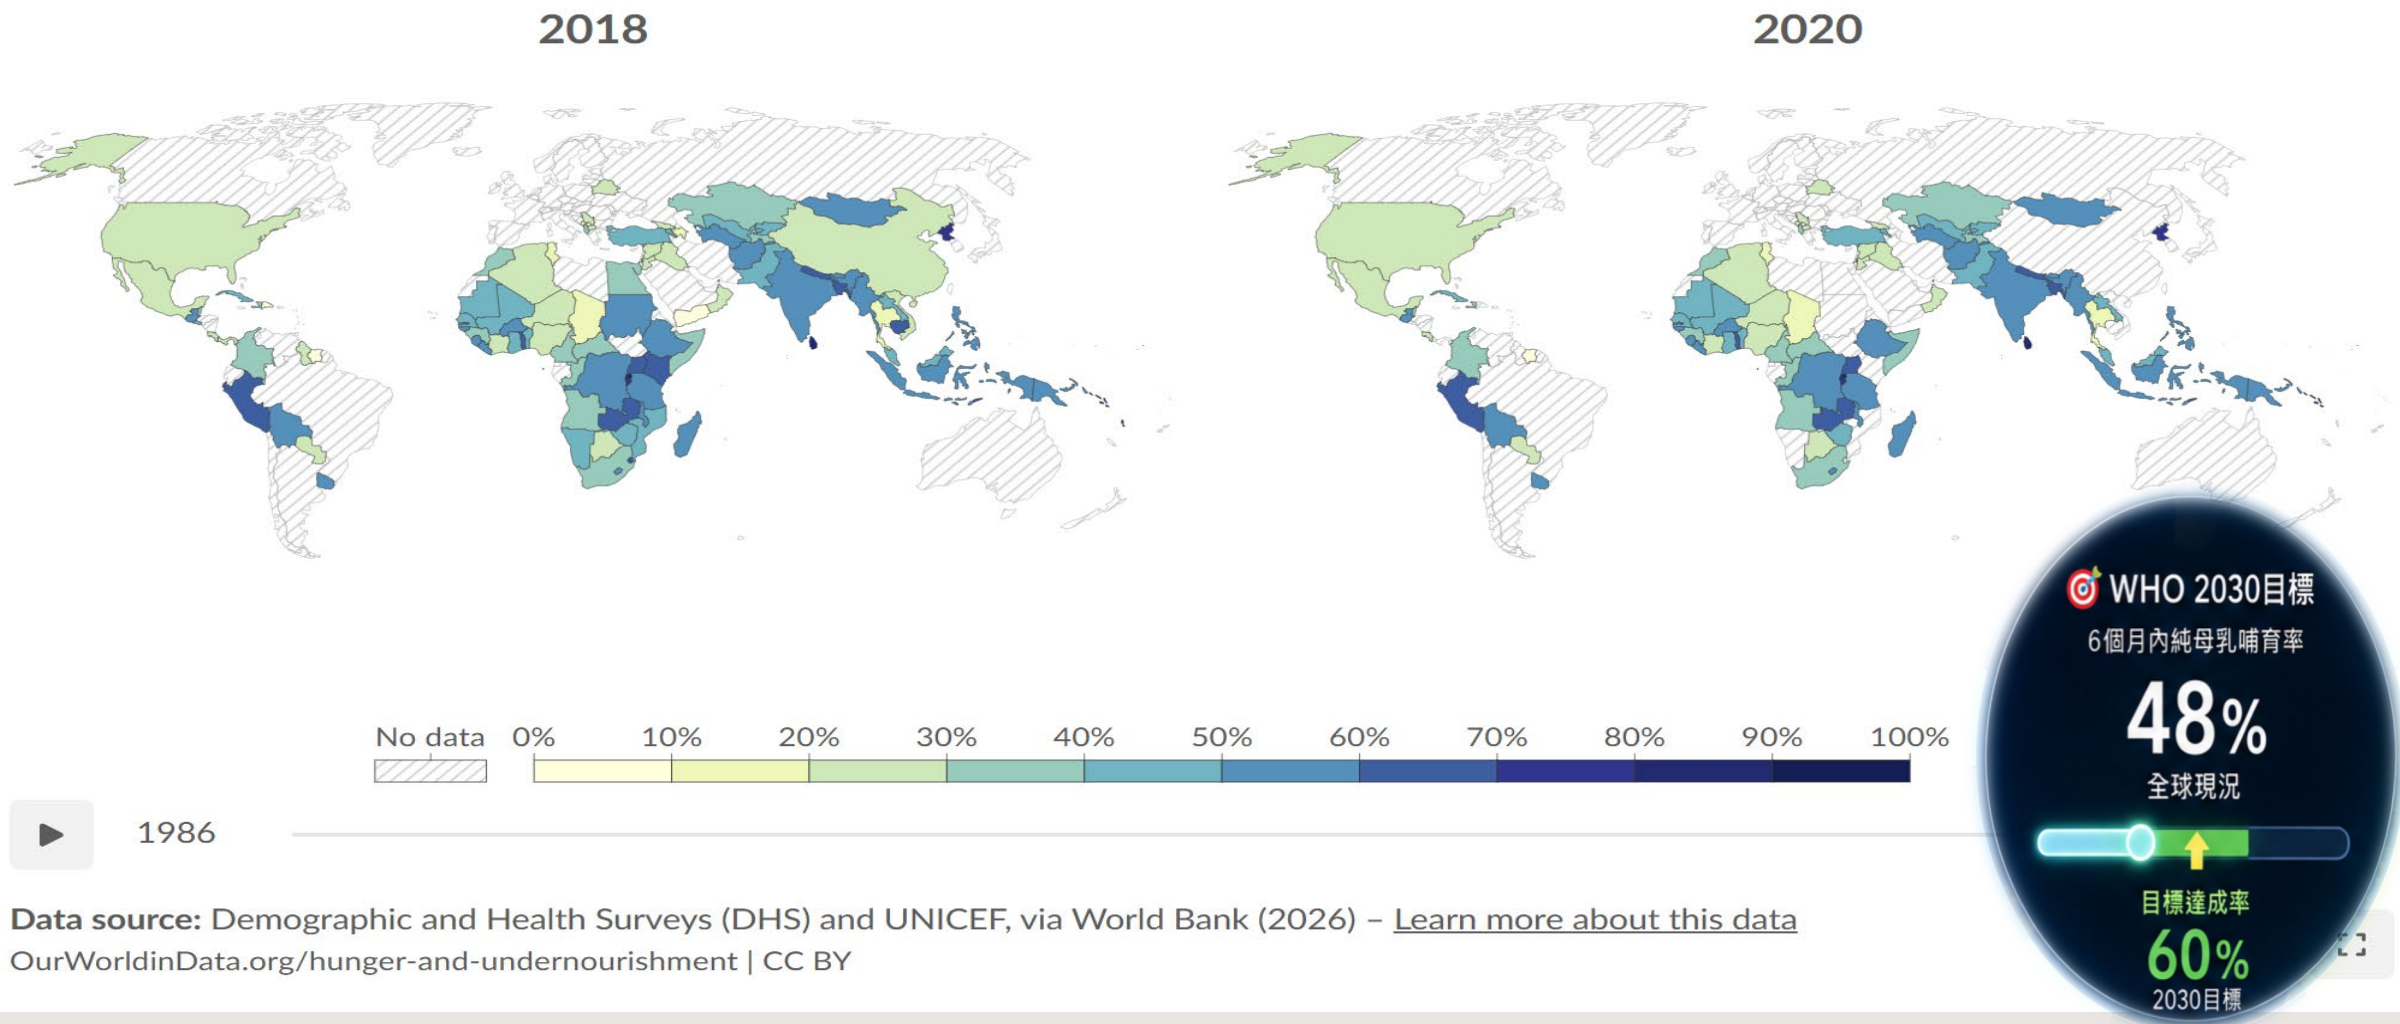 2018
2020
No data 0% 10% 20% 30% 40% 50% 60% 70% 80% 90% 100%
1986
Data source: Demographic and Health Surveys (DHS) and UNICEF, via World Bank (2026) – Learn more about this data
OurWorldinData.org/hunger-and-undernourishment | CC BY
WHO 2030目標
6個月內純母乳哺育率
48%
全球現況
目標達成率
60%
2030目標